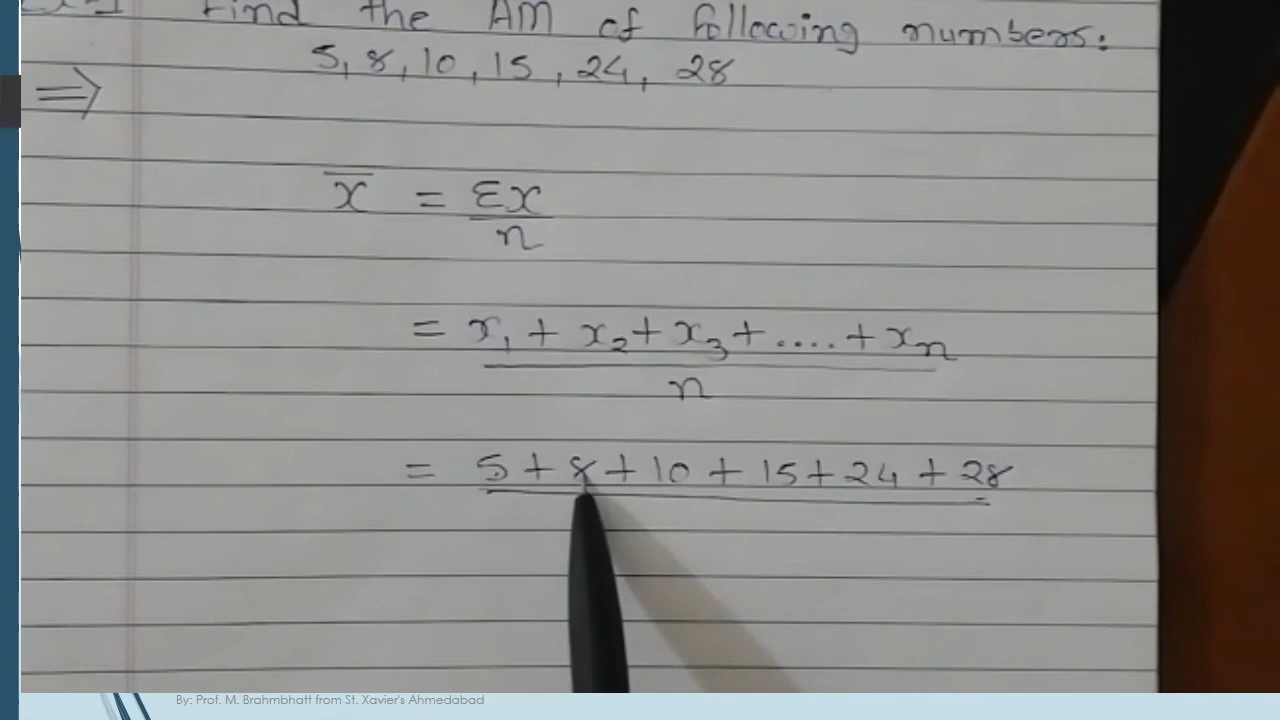 Find the AM of following numbers:
5, 8, 10, 15, 24, 28
⇒
x̄ = Σx
n
= x₁ + x₂ + x₃ + .... + xₙ
n
= 5 + 8 + 10 + 15 + 24 + 28
By: Prof. M. Brahmbhatt from St. Xavier's Ahmedabad